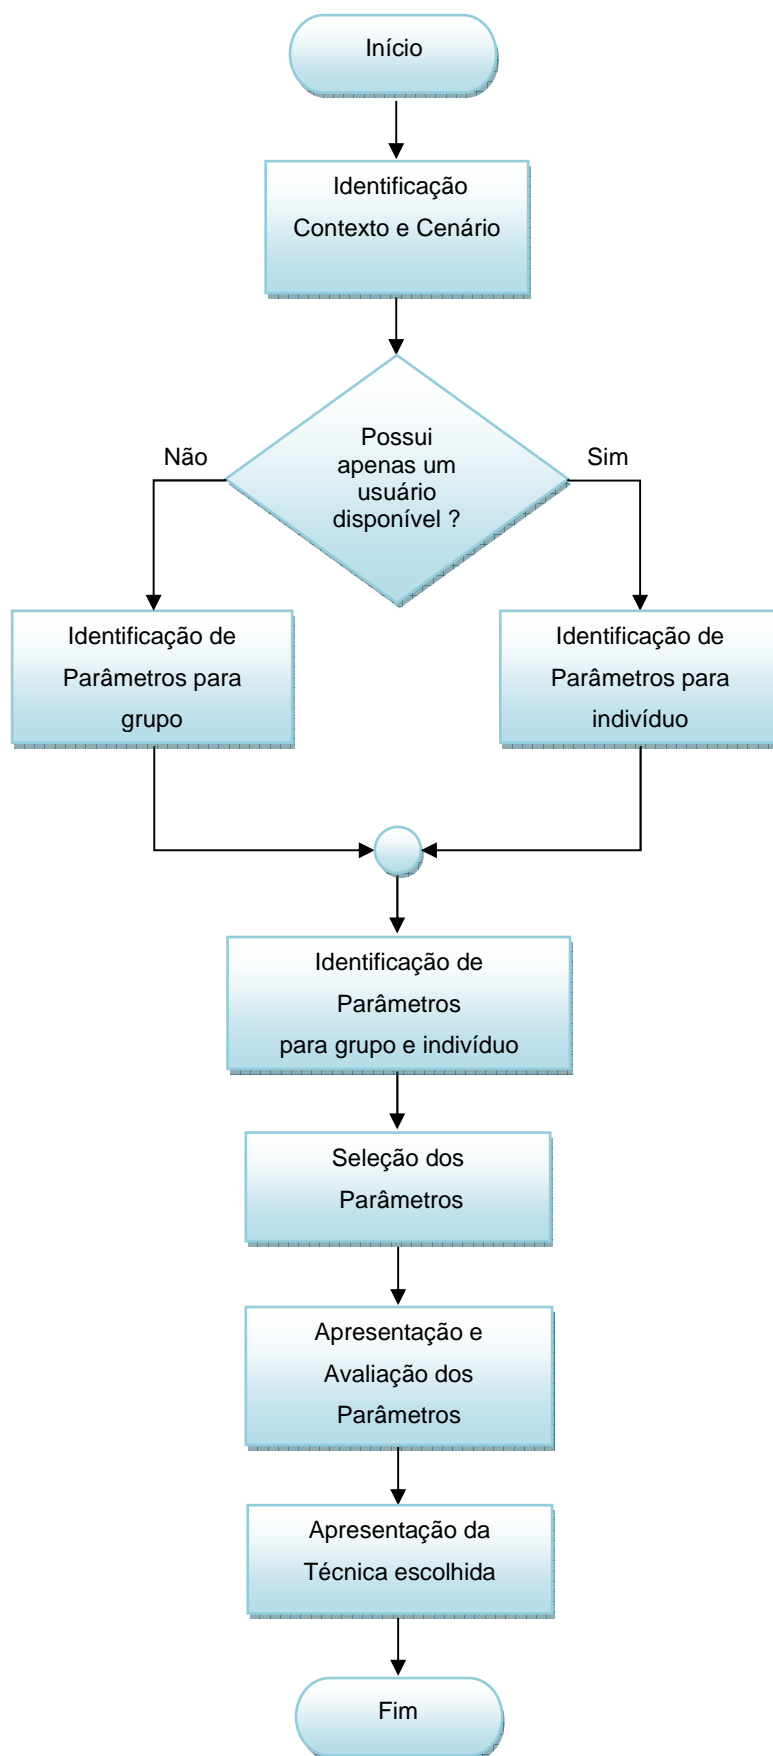 Início
Identificação
Contexto e Cenário
Possui
apenas um
usuário
disponível ?
Não
Sim
Identificação de
Parâmetros para
grupo
Identificação de
Parâmetros para
indivíduo
Identificação de
Parâmetros
para grupo e indivíduo
Seleção dos
Parâmetros
Apresentação e
Avaliação dos
Parâmetros
Apresentação da
Técnica escolhida
Fim